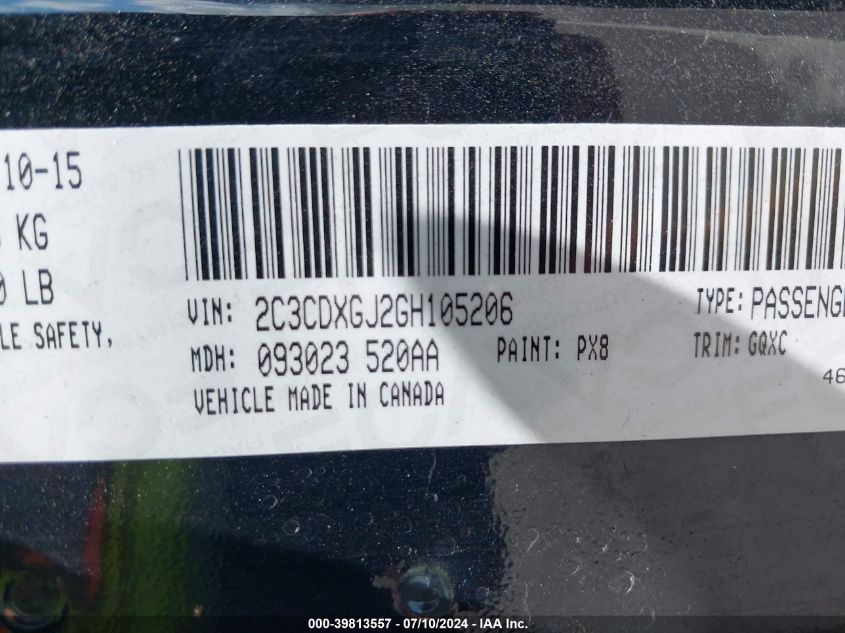 10-15
KG
LB
LE SAFETY,
VIN: 2C3CDXGJ2GH105206
TYPE: PASSENGE
MDH: 093023 520AA
PAINT: PX8
TRIM: GQXC
46
VEHICLE MADE IN CANADA
000-39813557 - 07/10/2024 - IAA Inc.